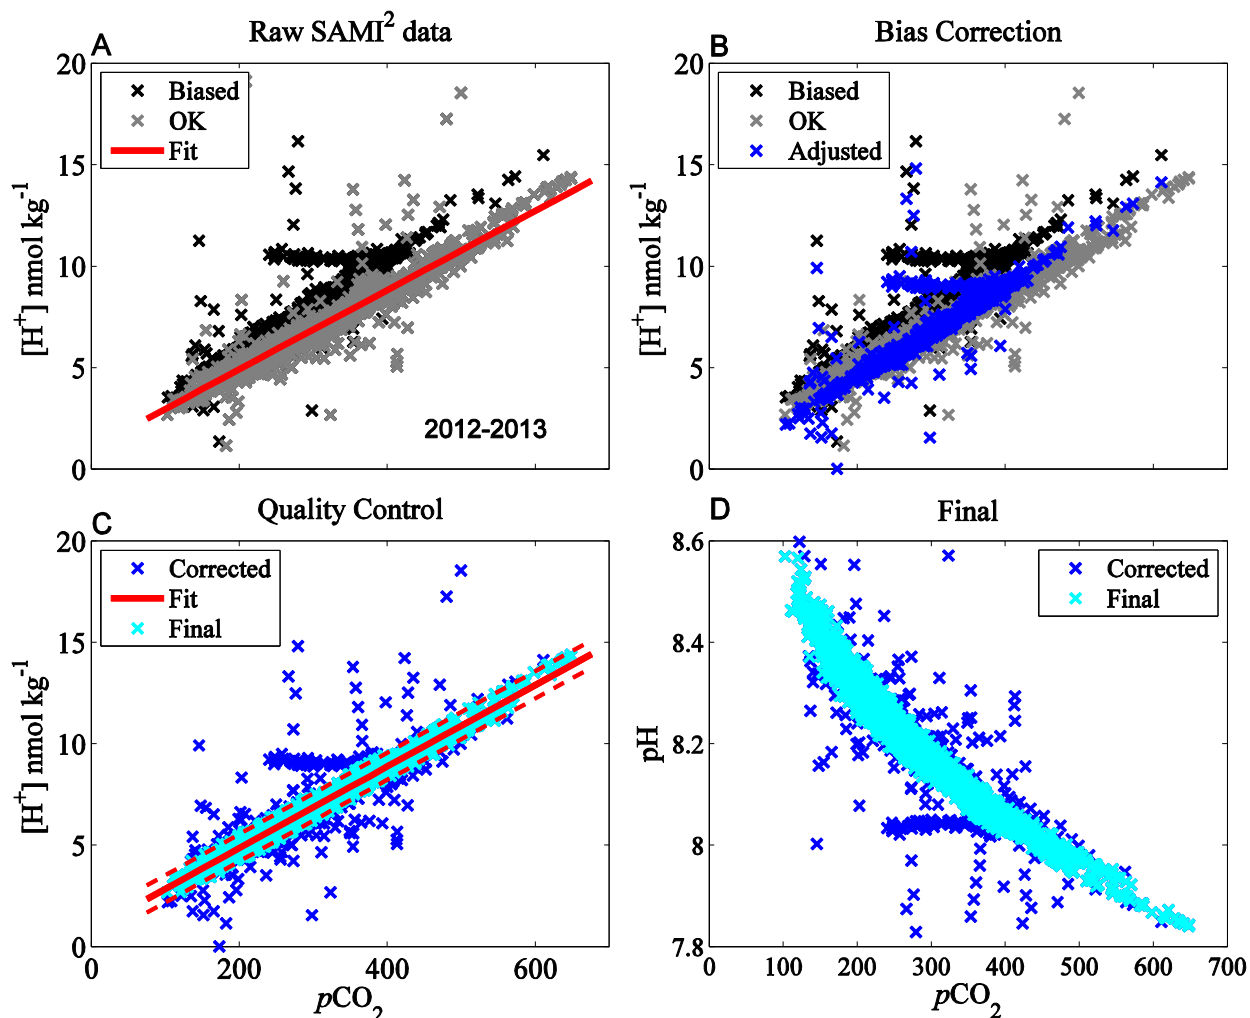 A
Raw SAMI² data
20
15
10
5
0
[H⁺] nmol kg⁻¹
Biased
OK
Fit
2012-2013
B
Bias Correction
20
15
10
5
0
[H⁺] nmol kg⁻¹
Biased
OK
Adjusted
C
Quality Control
20
15
10
5
0
[H⁺] nmol kg⁻¹
Corrected
Fit
Final
0 200 400 600
pCO₂
D
Final
8.6
8.4
8.2
8
7.8
pH
Corrected
Final
0 100 200 300 400 500 600 700
pCO₂